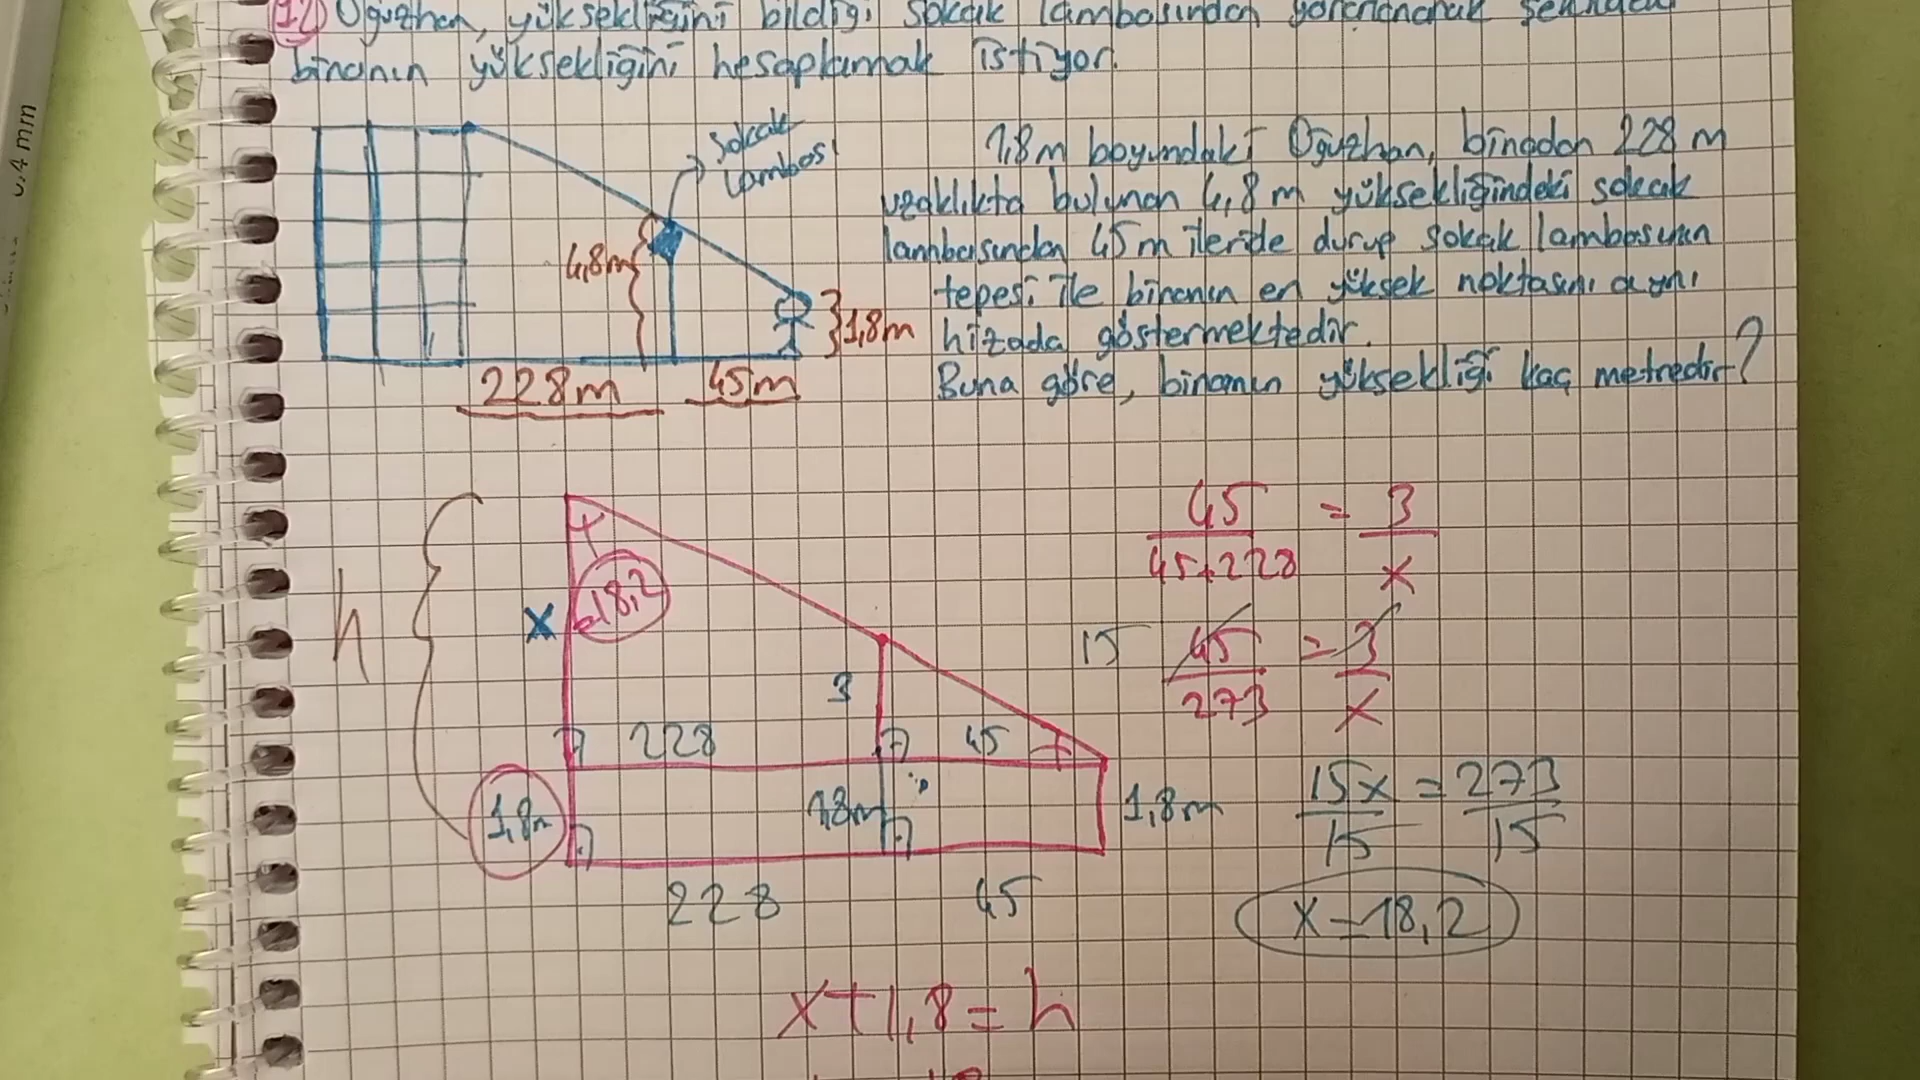 12) Oğuzhan, yüksekliğini bildiği sokak lambasından
binanın yüksekliğini hesaplamak istiyor.
Sokak
Lambası
4,8m
1,8m
228m
45m
1,8m boyundaki Oğuzhan, binadan 228 m
uzaklıkta bulunan 4,8 m yüksekliğindeki sokak
lambasından 45m ileride durup sokak lambasının
tepesi ile binanın en yüksek noktasını aynı
hizada göstermektedir.
Buna göre, binanın yüksekliği kaç metredir?
0.4 mm
h
x
18,2
3
228
45
1,8m
1,8m
1,8m
228
45
45 = 3
45+228 x
15 45 = 3
273 x
15x = 273
15 15
x = 18,2
x+1,8=h